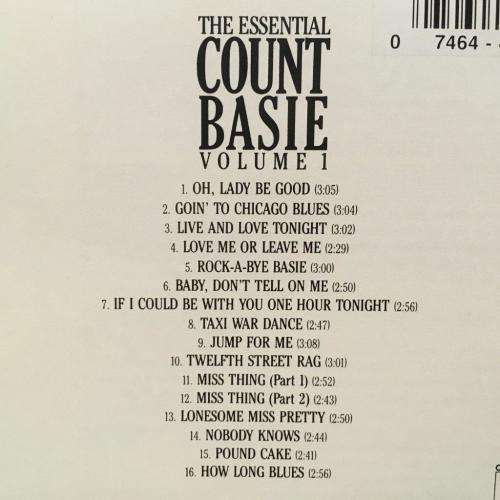 THE ESSENTIAL
COUNT
BASIE
VOLUME 1
0 7464 -
1. OH, LADY BE GOOD (3:05)
2. GOIN' TO CHICAGO BLUES (3:04)
3. LIVE AND LOVE TONIGHT (3:02)
4. LOVE ME OR LEAVE ME (2:29)
5. ROCK-A-BYE BASIE (3:00)
6. BABY, DON'T TELL ON ME (2:50)
7. IF I COULD BE WITH YOU ONE HOUR TONIGHT (2:56)
8. TAXI WAR DANCE (2:47)
9. JUMP FOR ME (3:08)
10. TWELFTH STREET RAG (3:01)
11. MISS THING (Part 1) (2:52)
12. MISS THING (Part 2) (2:43)
13. LONESOME MISS PRETTY (2:50)
14. NOBODY KNOWS (2:44)
15. POUND CAKE (2:41)
16. HOW LONG BLUES (2:56)